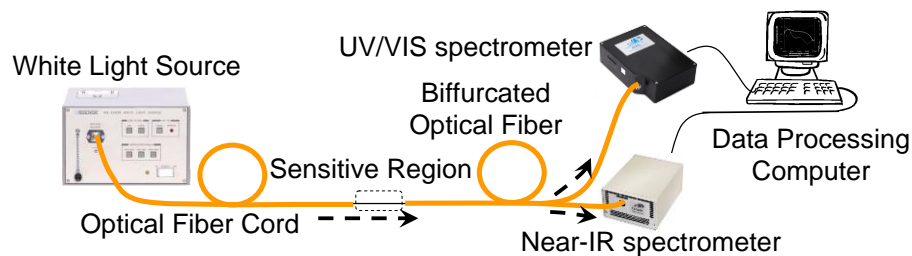 White Light Source
UV/VIS spectrometer
Biffurcated
Optical Fiber
Sensitive Region
Optical Fiber Cord
Data Processing
Computer
Near-IR spectrometer